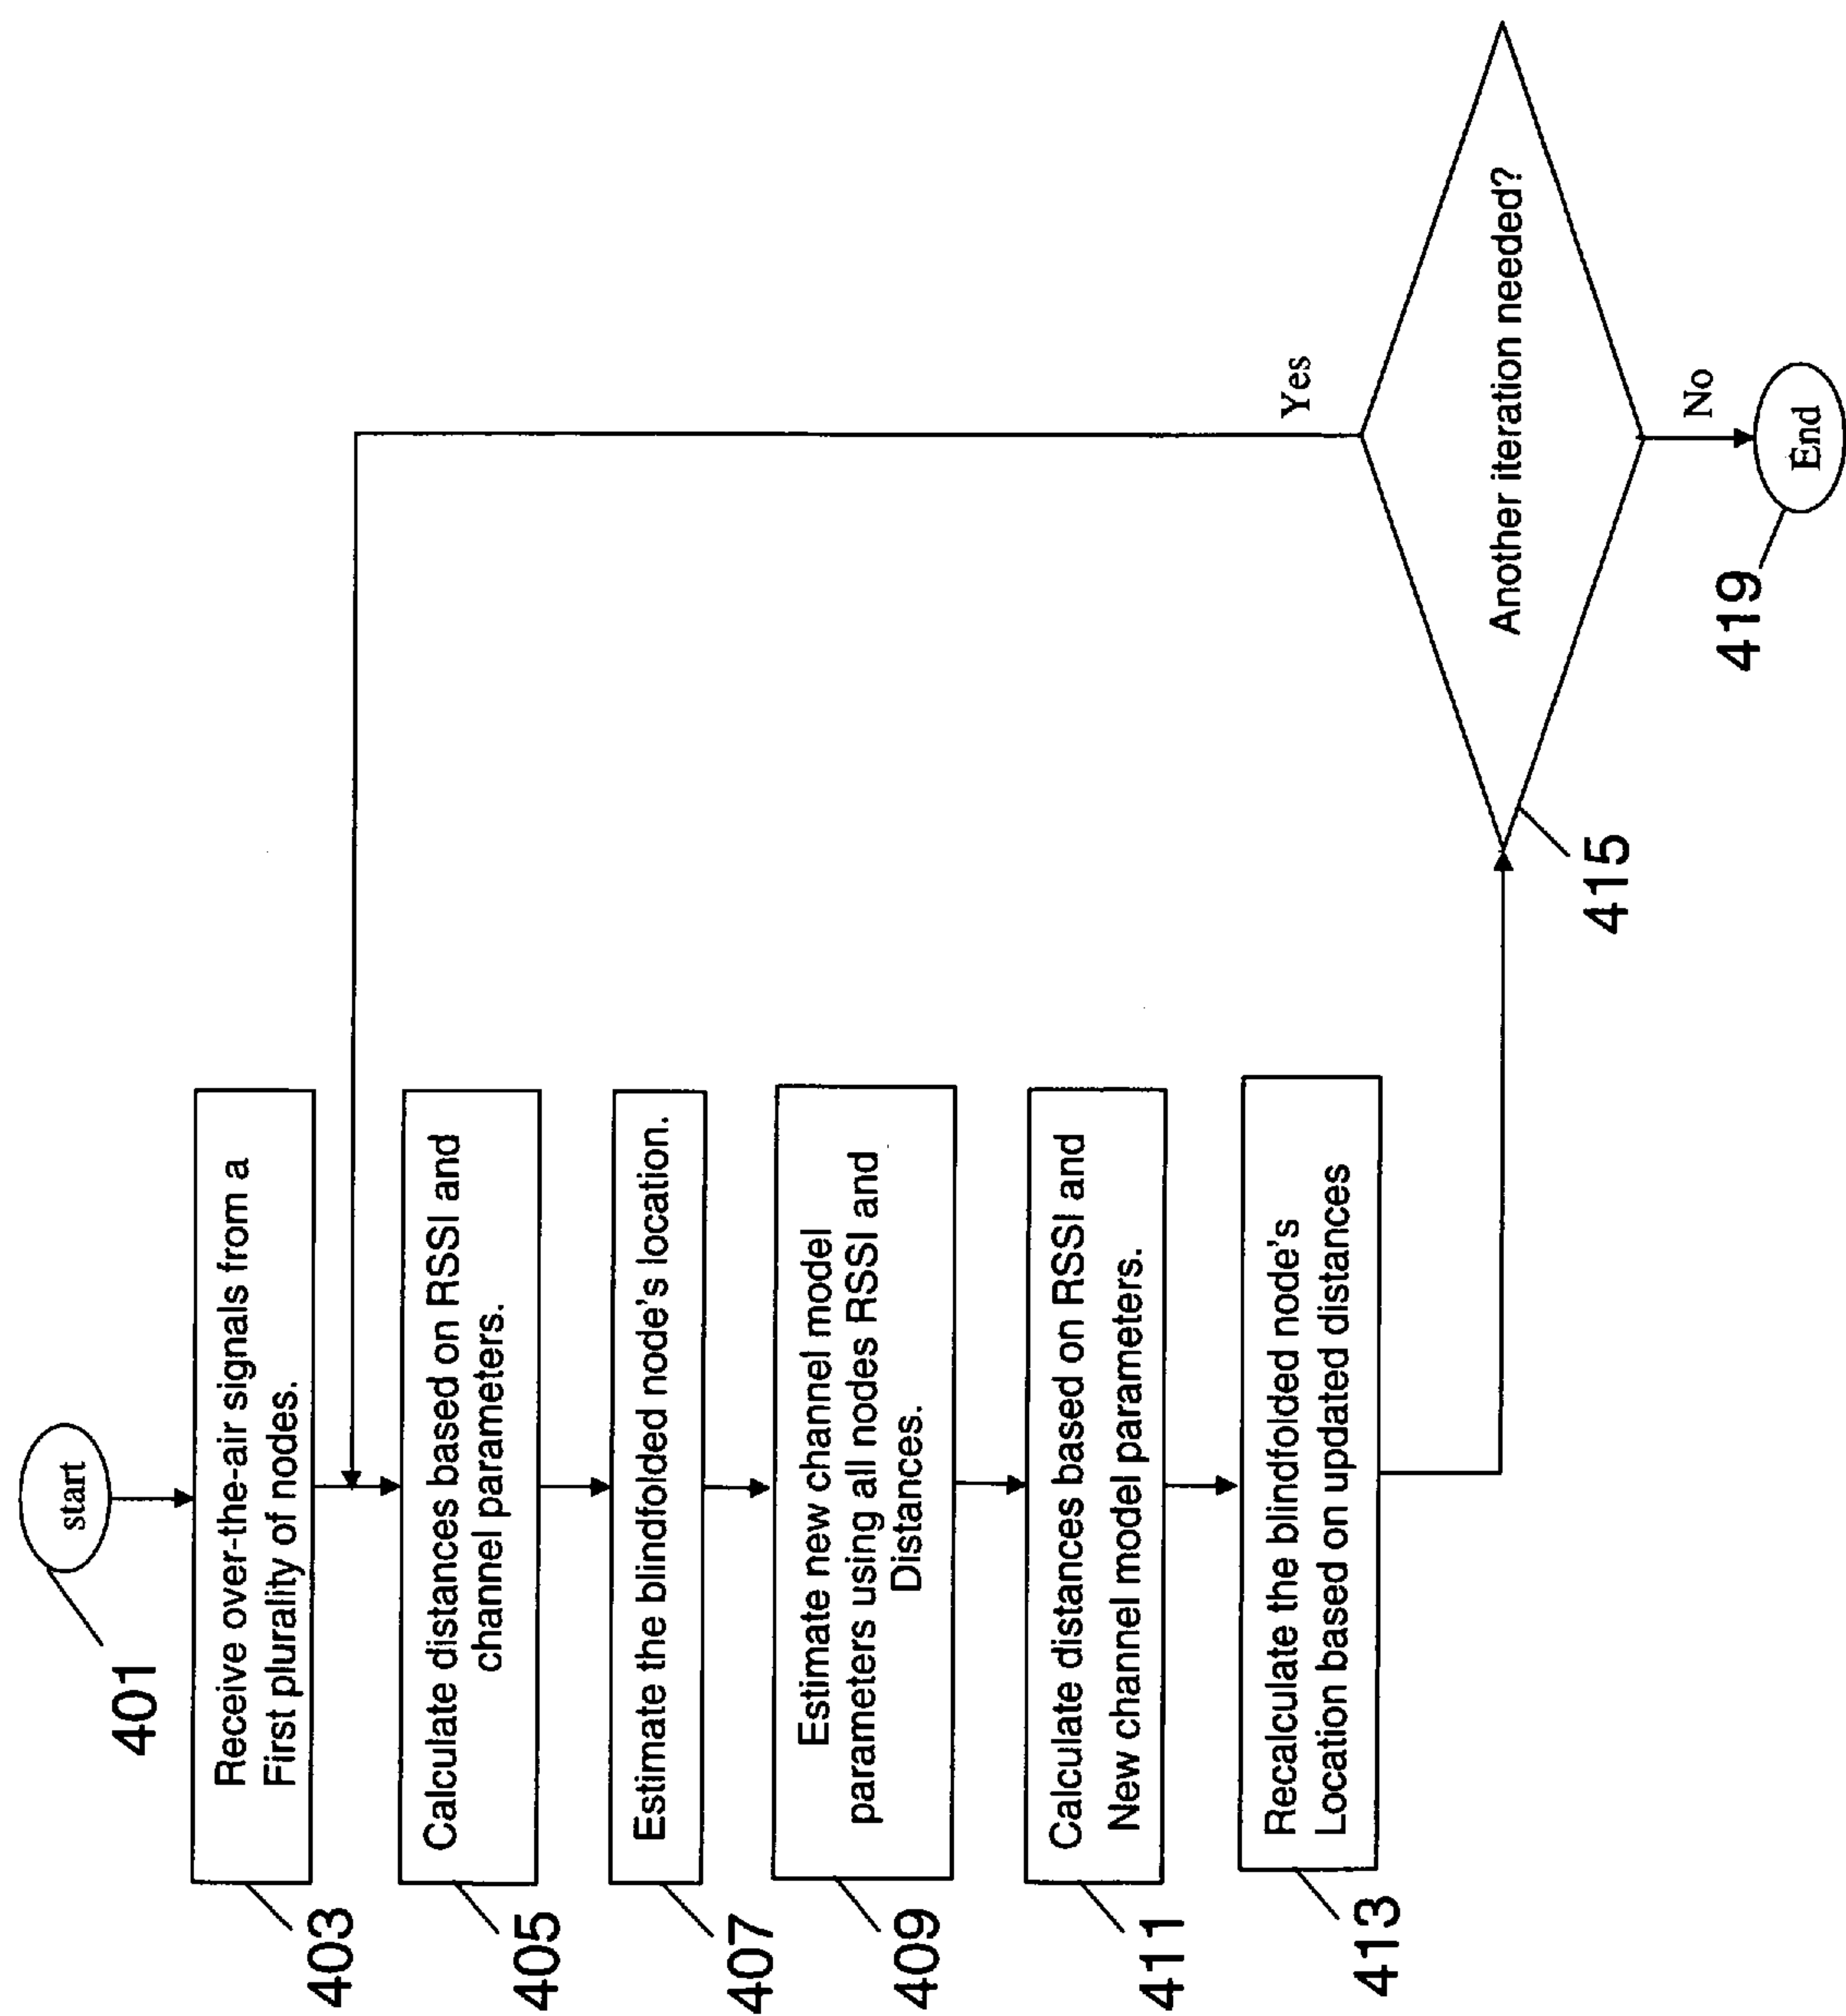 start
401
Receive over-the-air signals from a
First plurality of nodes.
403
Calculate distances based on RSSI and
channel parameters.
405
Estimate the blindfolded node's location.
407
Estimate new channel model
parameters using all nodes RSSI and
Distances.
409
Calculate distances based on RSSI and
New channel model parameters.
411
Recalculate the blindfolded node's
Location based on updated distances
413
Another iteration needed?
415
Yes
No
End
419